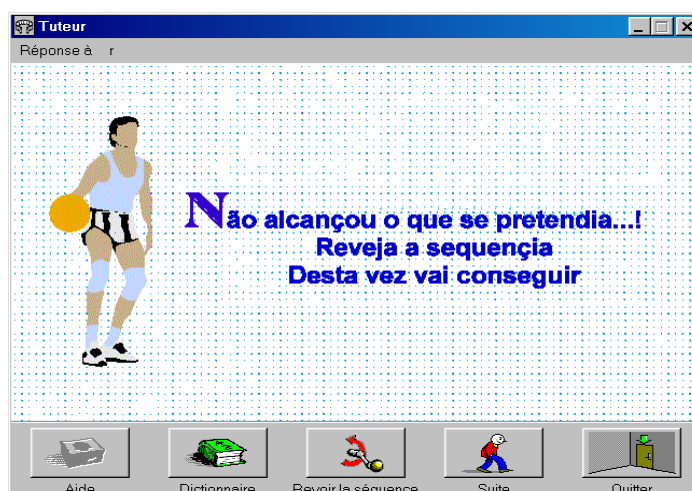 Tuteur
Réponse à r
Não alcançou o que se pretendia...!
Reveja a sequençia
Desta vez vai conseguir
Aide Dictionnaire Revoir la séquence Suite Quitter